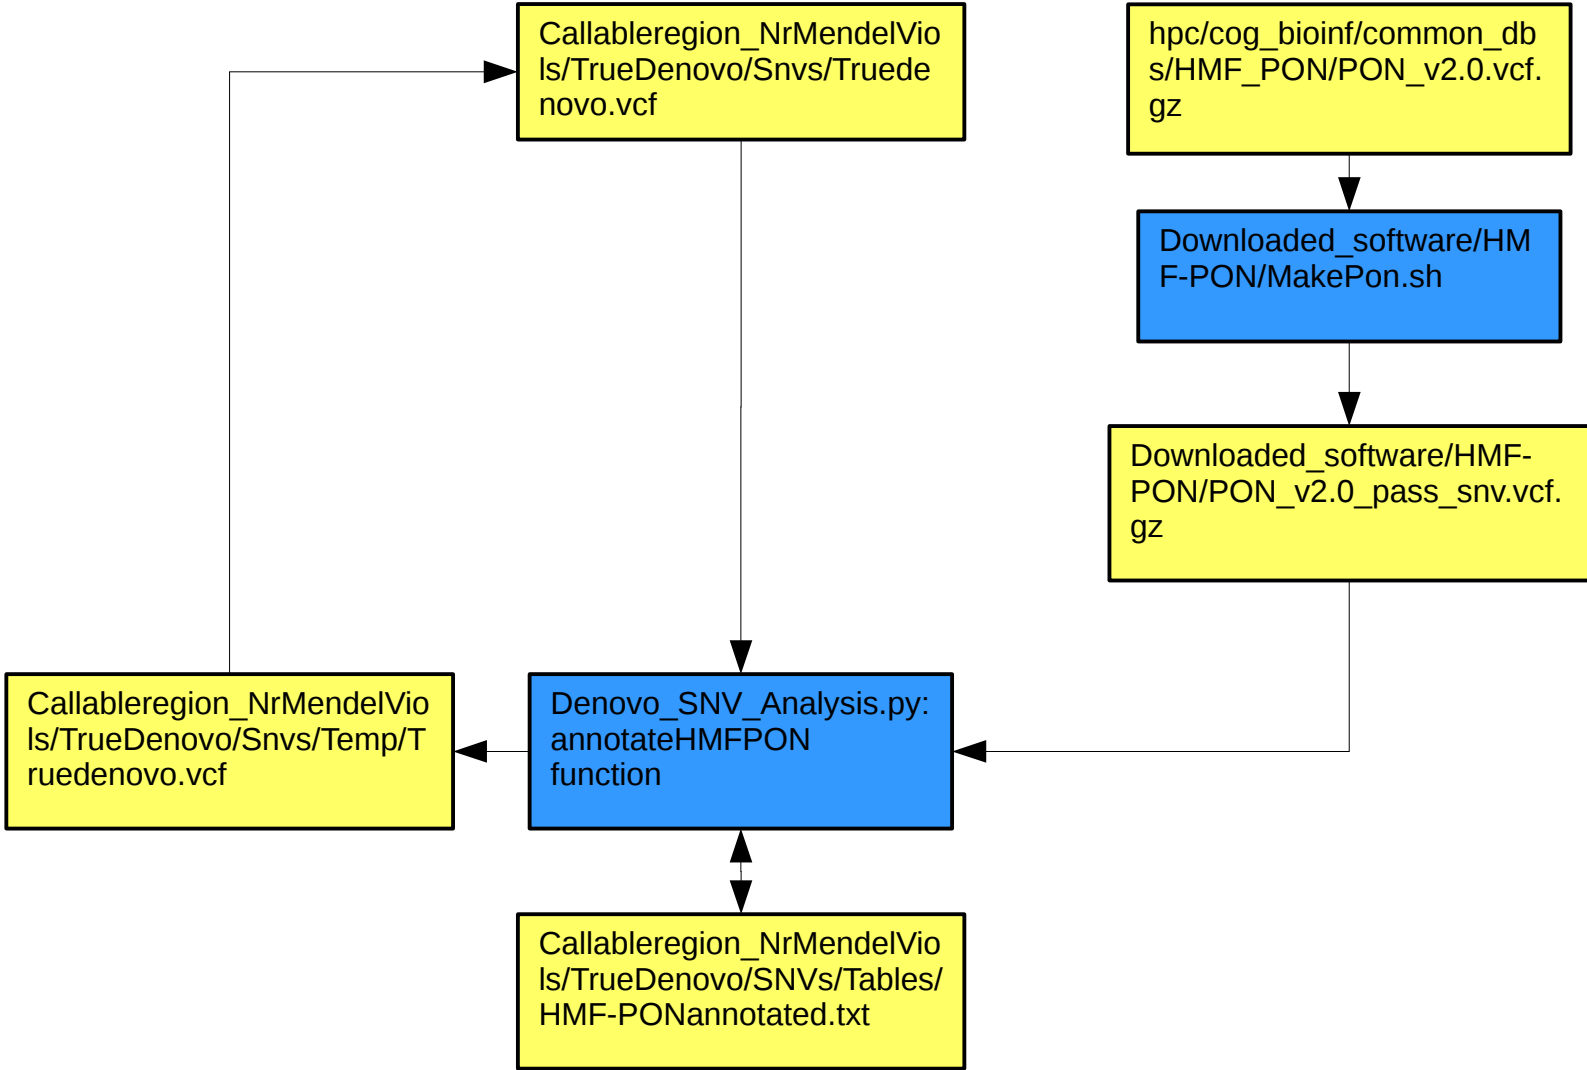 Callableregion_NrMendelVio
ls/TrueDenovo/Snvs/Truede
novo.vcf
hpc/cog_bioinf/common_db
s/HMF_PON/PON_v2.0.vcf.
gz
Downloaded_software/HM
F-PON/MakePon.sh
Downloaded_software/HMF-
PON/PON_v2.0_pass_snv.vcf.
gz
Callableregion_NrMendelVio
ls/TrueDenovo/Snvs/Temp/T
ruedenovo.vcf
Denovo_SNV_Analysis.py:
annotateHMFPON
function
Callableregion_NrMendelVio
ls/TrueDenovo/SNVs/Tables/
HMF-PONannotated.txt